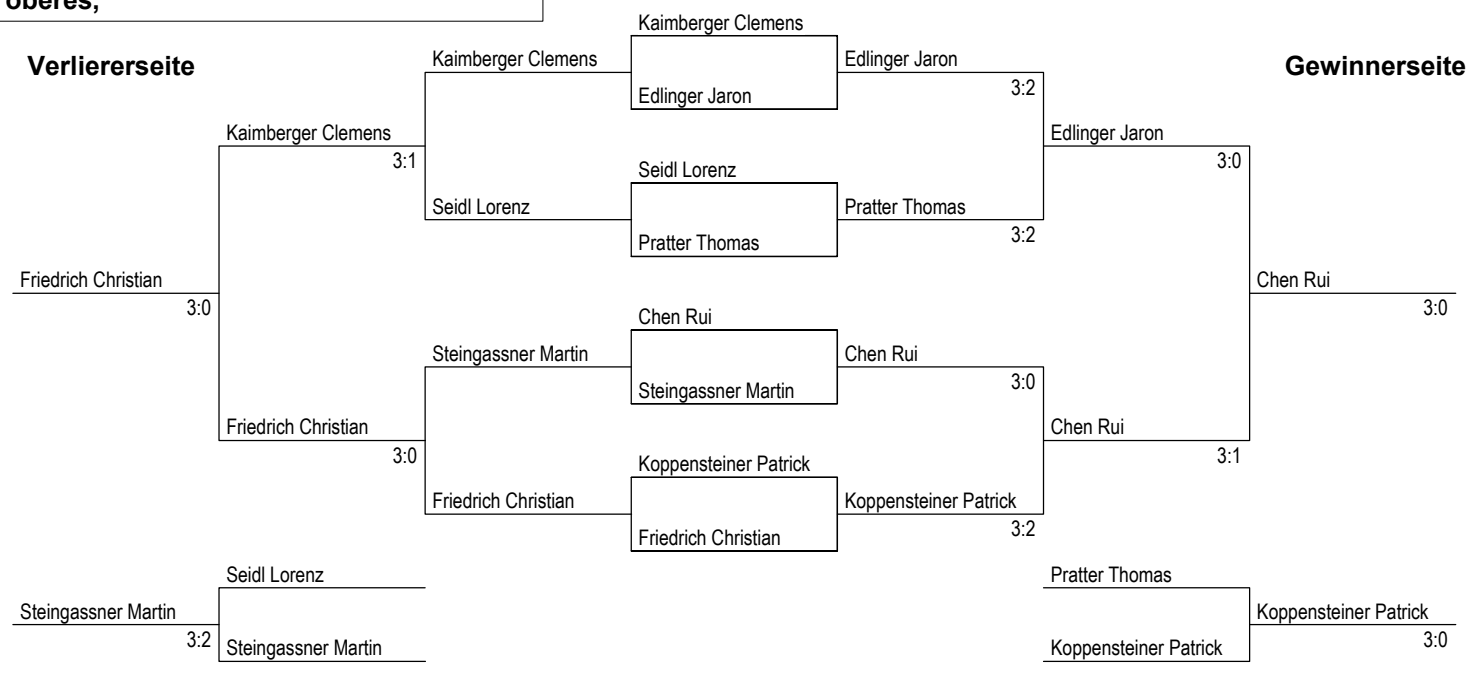 oberes,
Verliererseite
Gewinnerseite
Kaimberger Clemens
Kaimberger Clemens
Edlinger Jaron
Edlinger Jaron
3:2
Kaimberger Clemens
3:1
Edlinger Jaron
3:0
Seidl Lorenz
Seidl Lorenz
Pratter Thomas
3:2
Pratter Thomas
Friedrich Christian
3:0
Chen Rui
3:0
Chen Rui
Steingassner Martin
Chen Rui
3:0
Steingassner Martin
Friedrich Christian
3:0
Chen Rui
3:1
Koppensteiner Patrick
Friedrich Christian
Koppensteiner Patrick
3:2
Friedrich Christian
Seidl Lorenz
Steingassner Martin
3:2
Steingassner Martin
Pratter Thomas
Koppensteiner Patrick
3:0
Koppensteiner Patrick